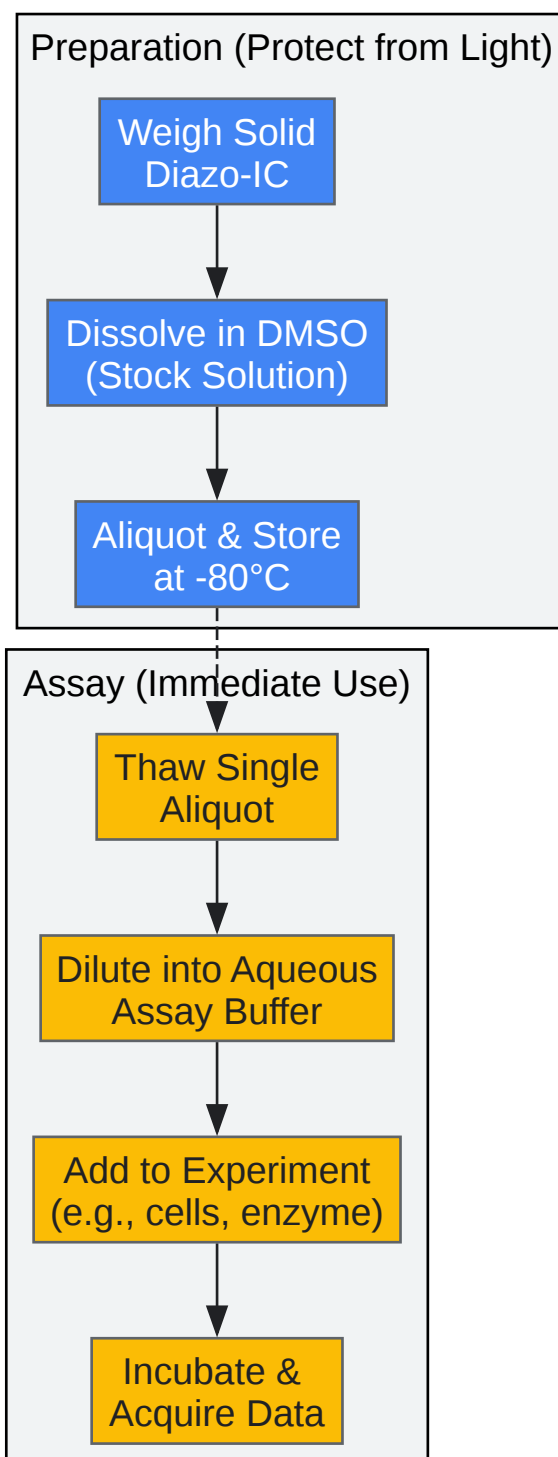 Preparation (Protect from Light)
Weigh Solid
Diazo-IC
Dissolve in DMSO
(Stock Solution)
Aliquot & Store
at -80°C
Assay (Immediate Use)
Thaw Single
Aliquot
Dilute into Aqueous
Assay Buffer
Add to Experiment
(e.g., cells, enzyme)
Incubate &
Acquire Data